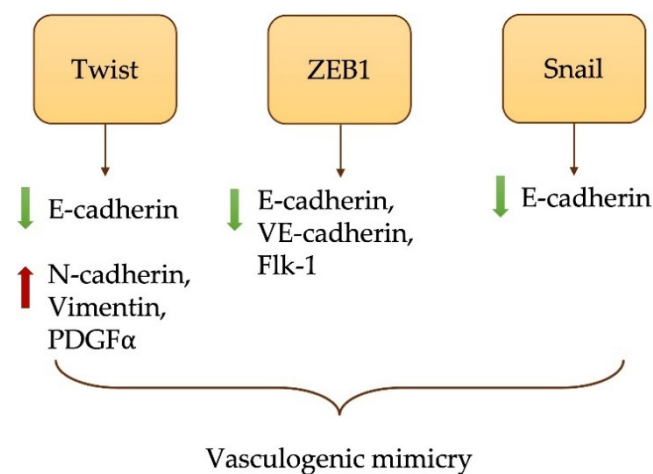 Twist
ZEB1
Snail
E-cadherin
N-cadherin,
Vimentin,
PDGFα
E-cadherin,
VE-cadherin,
Flk-1
E-cadherin
Vasculogenic mimicry